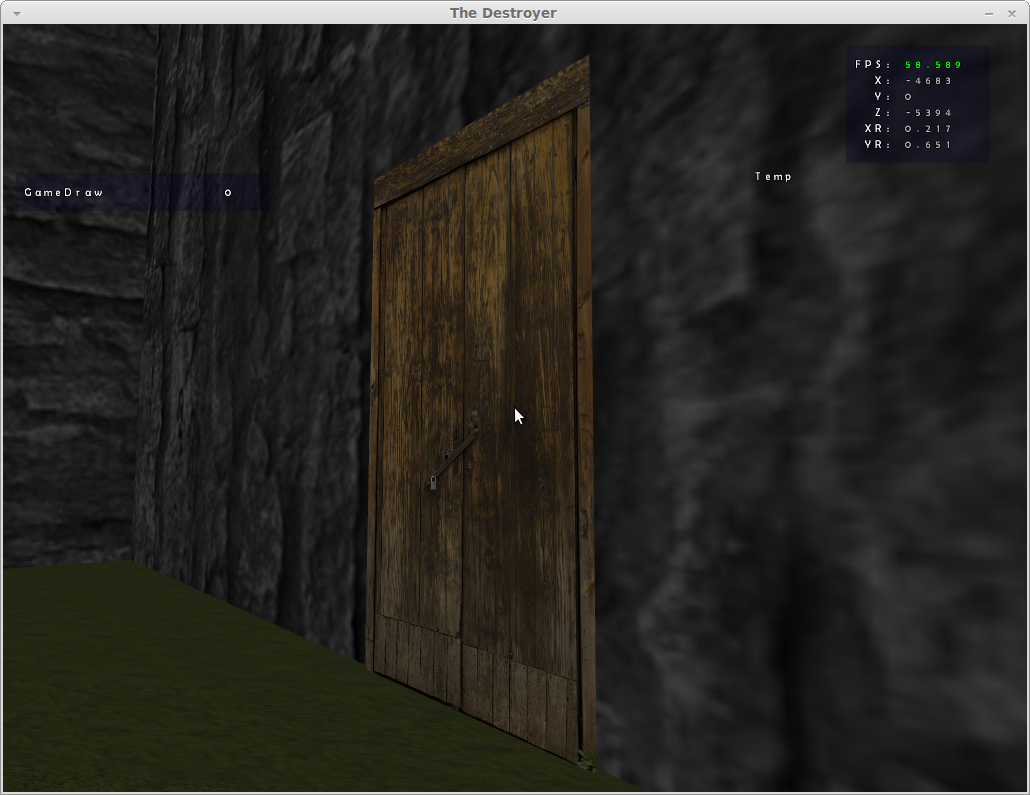 The Destroyer
FPS: 58.589
X: -4683
Y: 0
Z: -5394
XR: 0.217
YR: 0.651
Temp
GameDraw 0